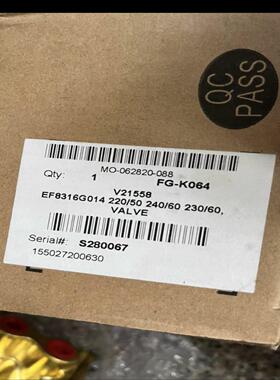 QC
PASS
MO-062820-088
Qty: 1 FG-K064
V21558
EF8316G014 220/50 240/60 230/60,
VALVE
Serial#: S280067
155027200630